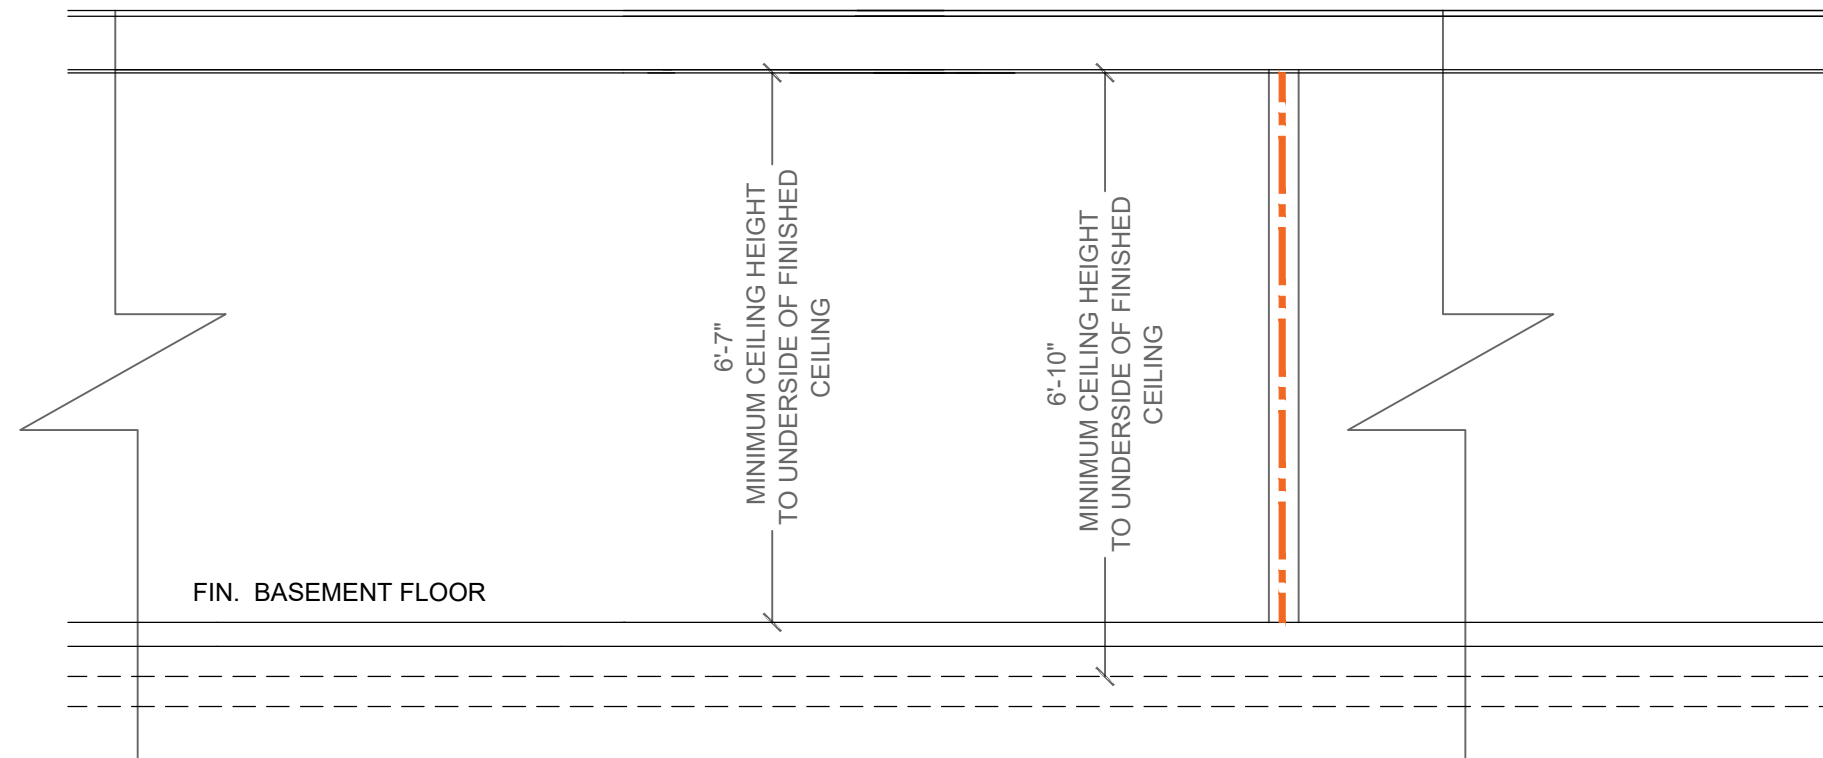 6'-7"
MINIMUM CEILING HEIGHT
TO UNDERSIDE OF FINISHED
CEILING
6'-10"
MINIMUM CEILING HEIGHT
TO UNDERSIDE OF FINISHED
CEILING
FIN. BASEMENT FLOOR